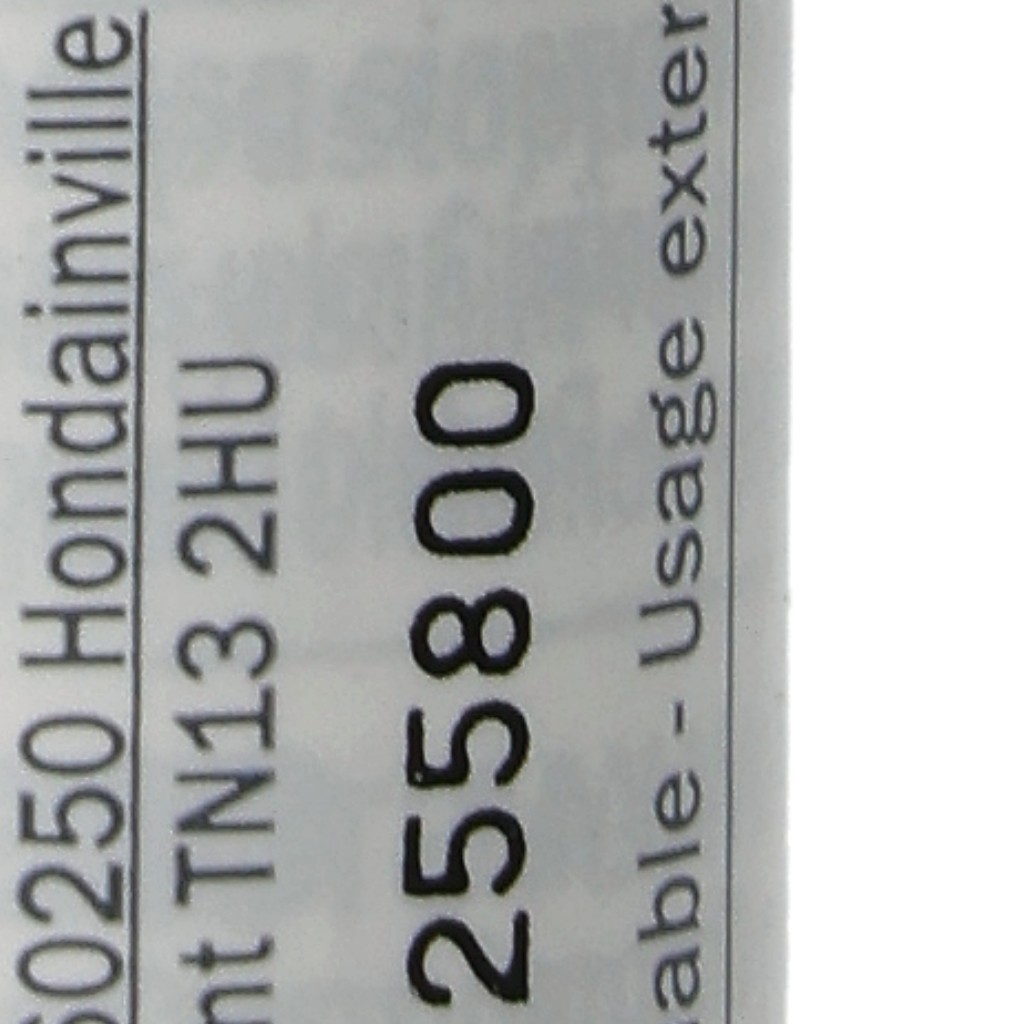 60250 Hondainville
nt TN13 2HU
255800
able - Usage exter